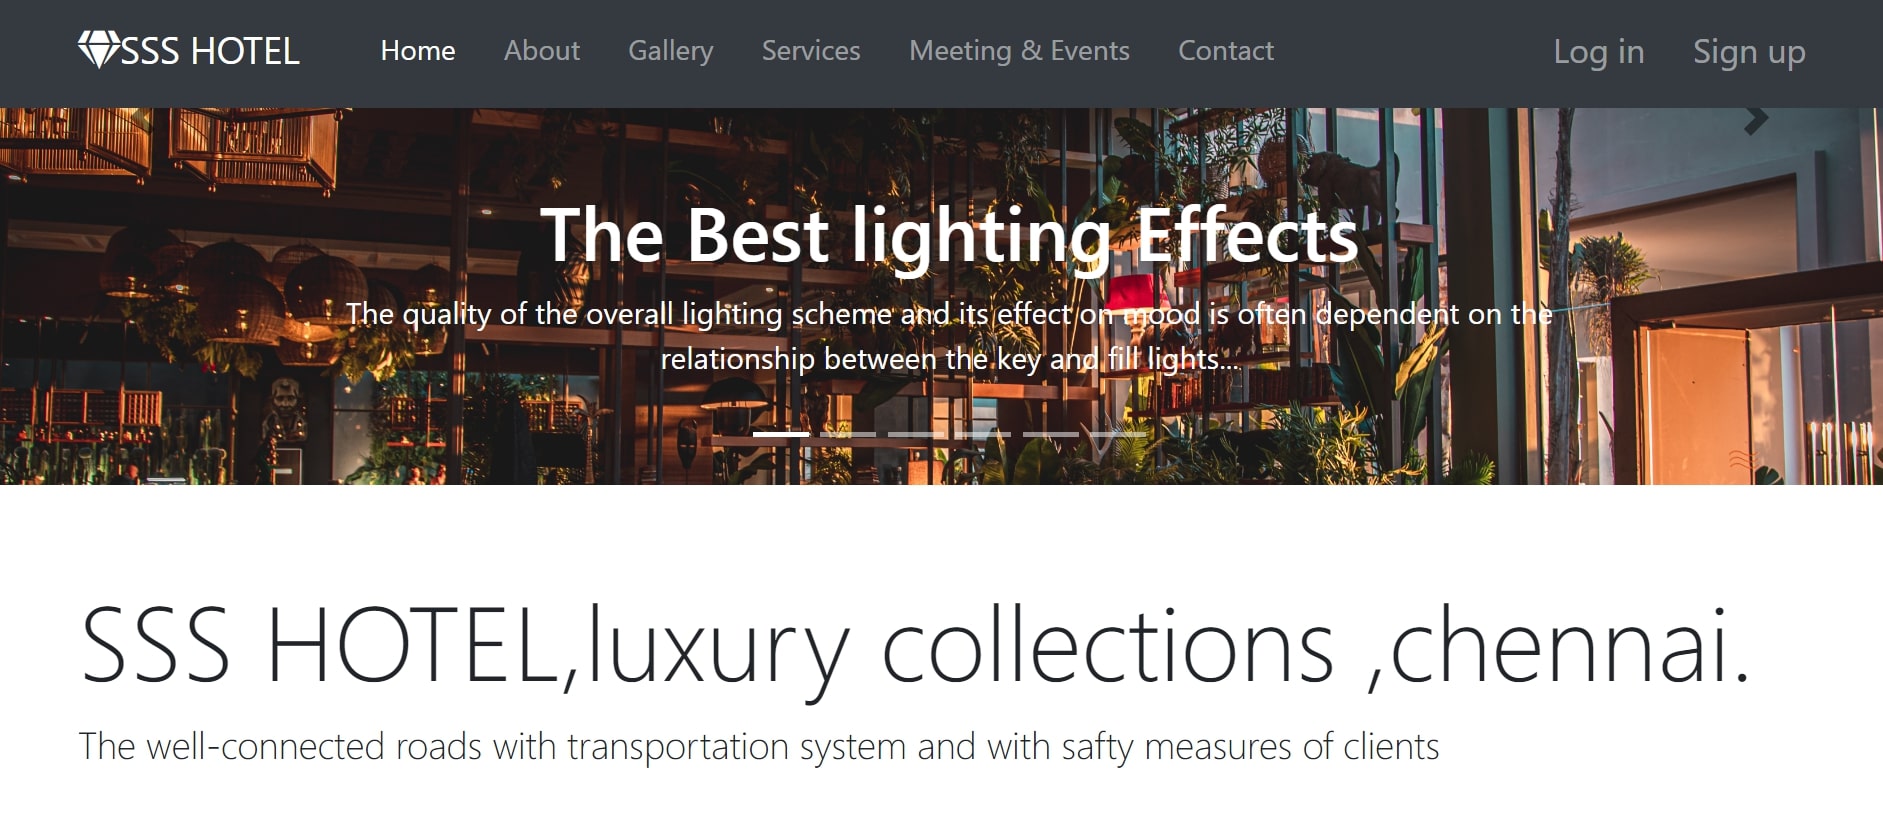 SSS HOTEL Home About Gallery Services Meeting & Events Contact Log in Sign up
The Best lighting Effects
The quality of the overall lighting scheme and its effect on mood is often dependent on the
relationship between the key and fill lights...
SSS HOTEL,luxury collections ,chennai.
The well-connected roads with transportation system and with safty measures of clients